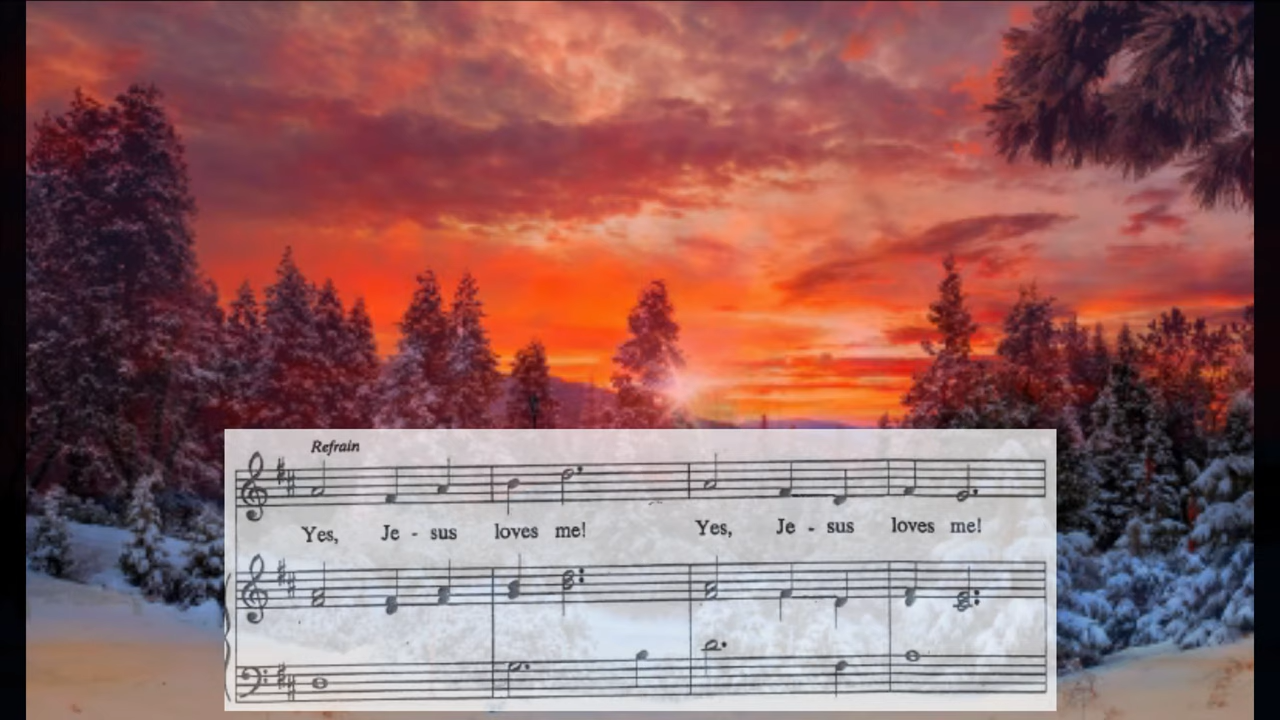 Refrain
Yes, Je - sus loves me! Yes, Je - sus loves me!